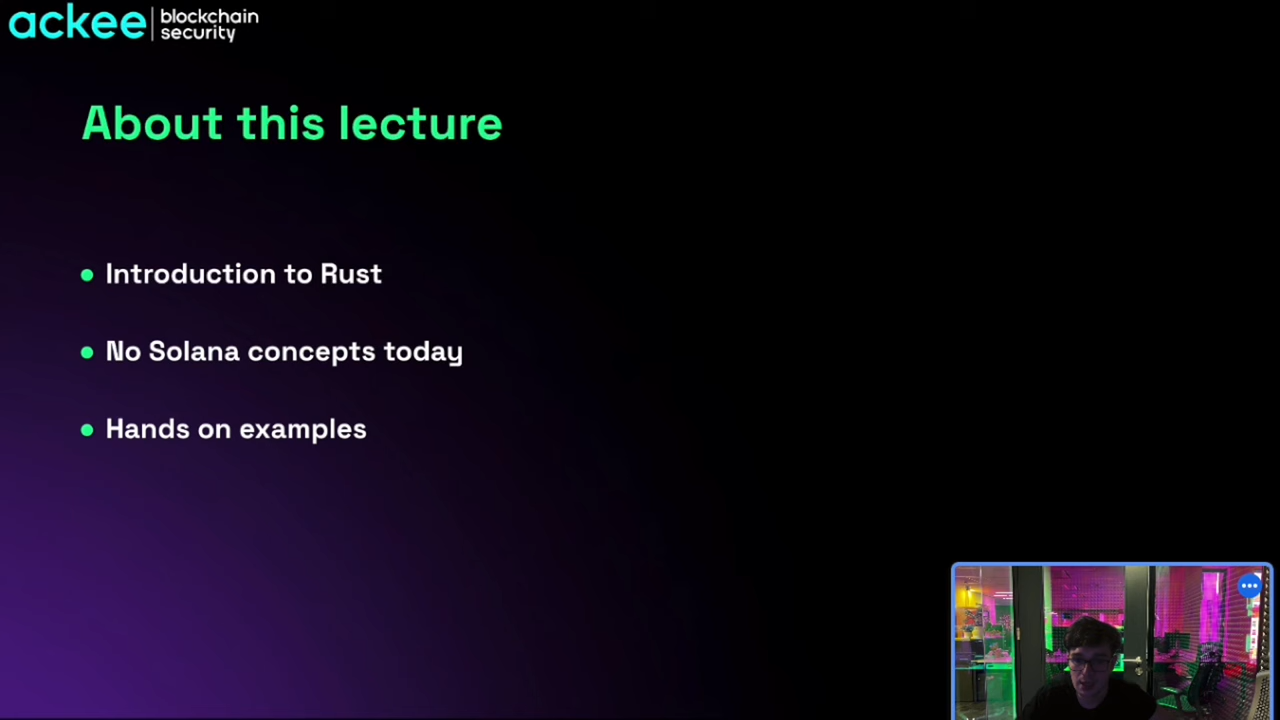 ackee
blockchain
security
About this lecture
Introduction to Rust
No Solana concepts today
Hands on examples